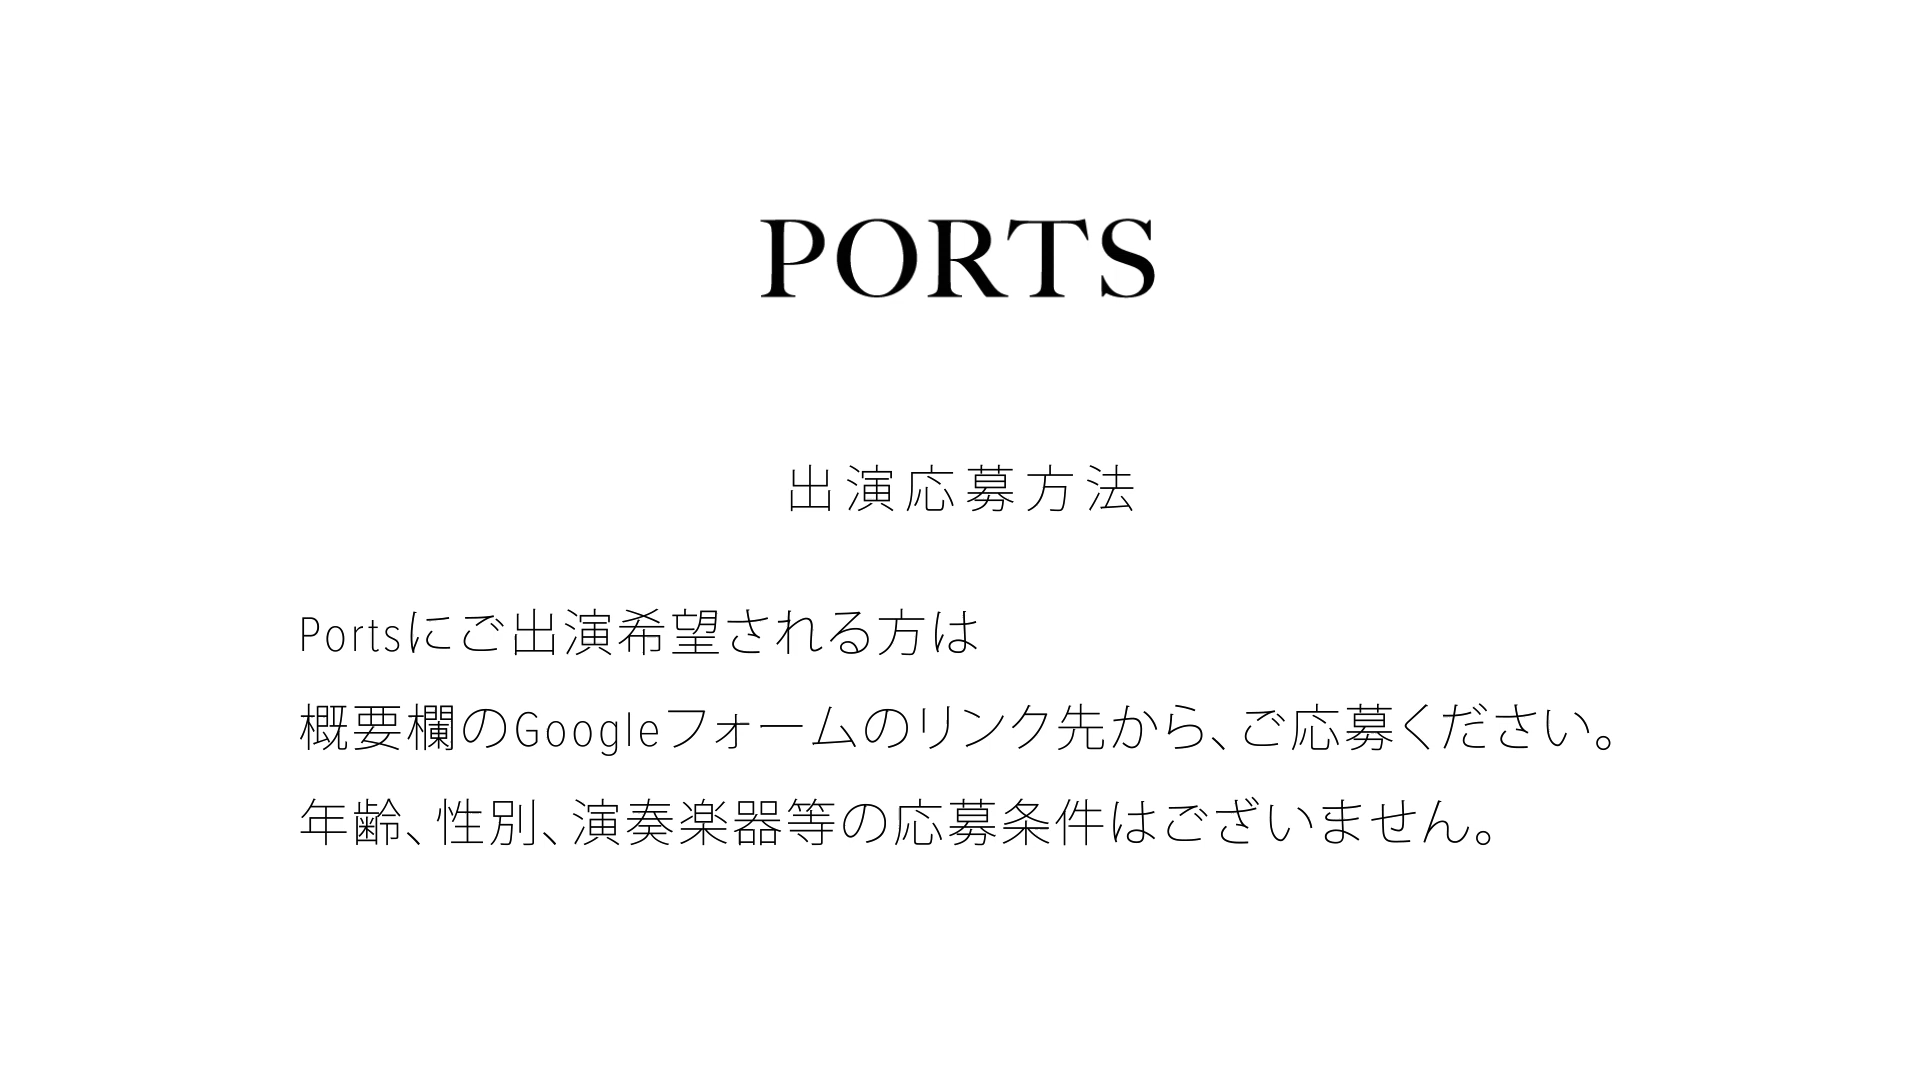 PORTS
出演応募方法
Portsにご出演希望される方は
概要欄のGoogleフォームのリンク先から、ご応募ください。
年齢、性別、演奏楽器等の応募条件はございません。